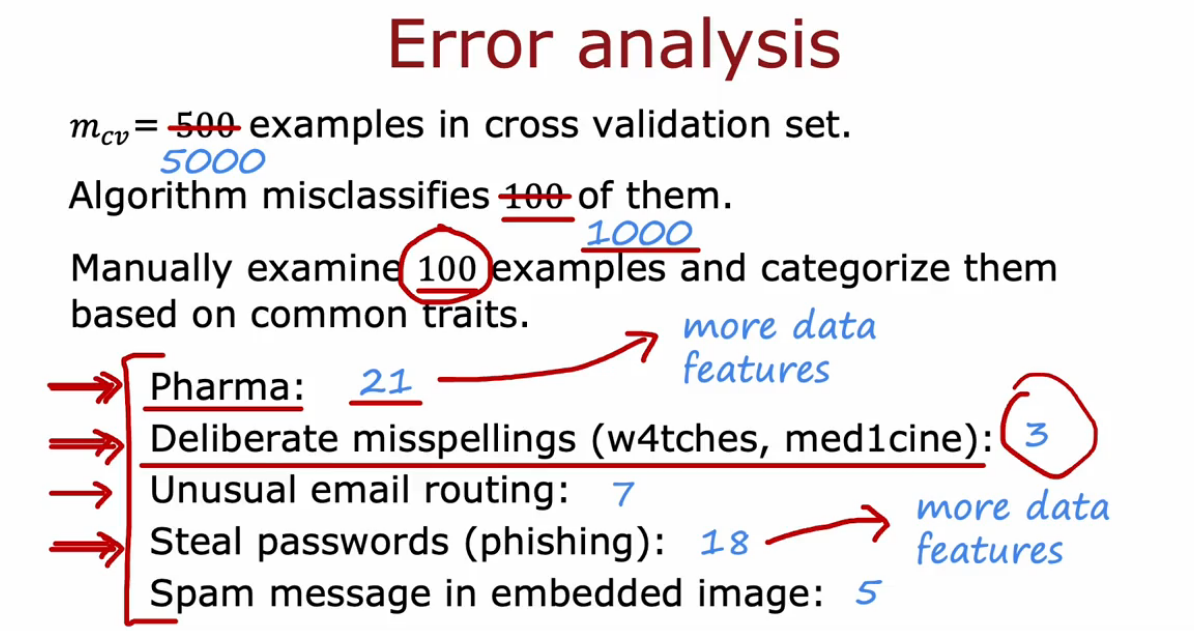 Error analysis
m_cv= 500 examples in cross validation set.
5000
Algorithm misclassifies 100 of them.
1000
Manually examine 100 examples and categorize them
based on common traits.
more data
features
Pharma: 21
Deliberate misspellings (w4tches, med1cine): 3
Unusual email routing: 7
more data
features
Steal passwords (phishing): 18
Spam message in embedded image: 5